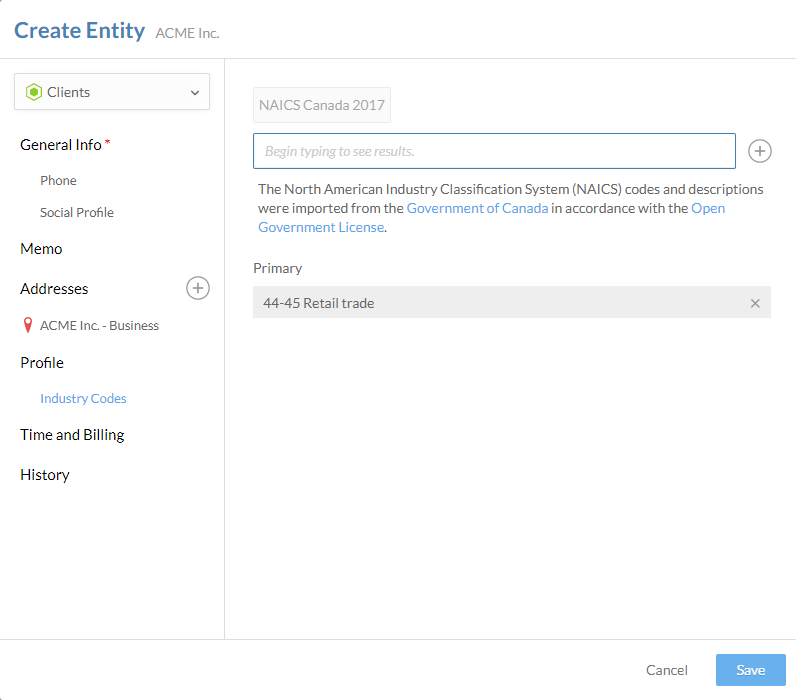 Create Entity ACME Inc.
Clients
General Info *
Phone
Social Profile
Memo
Addresses
ACME Inc. - Business
Profile
Industry Codes
Time and Billing
History
NAICS Canada 2017
Begin typing to see results.
The North American Industry Classification System (NAICS) codes and descriptions
were imported from the Government of Canada in accordance with the Open
Government License.
Primary
44-45 Retail trade
Cancel
Save